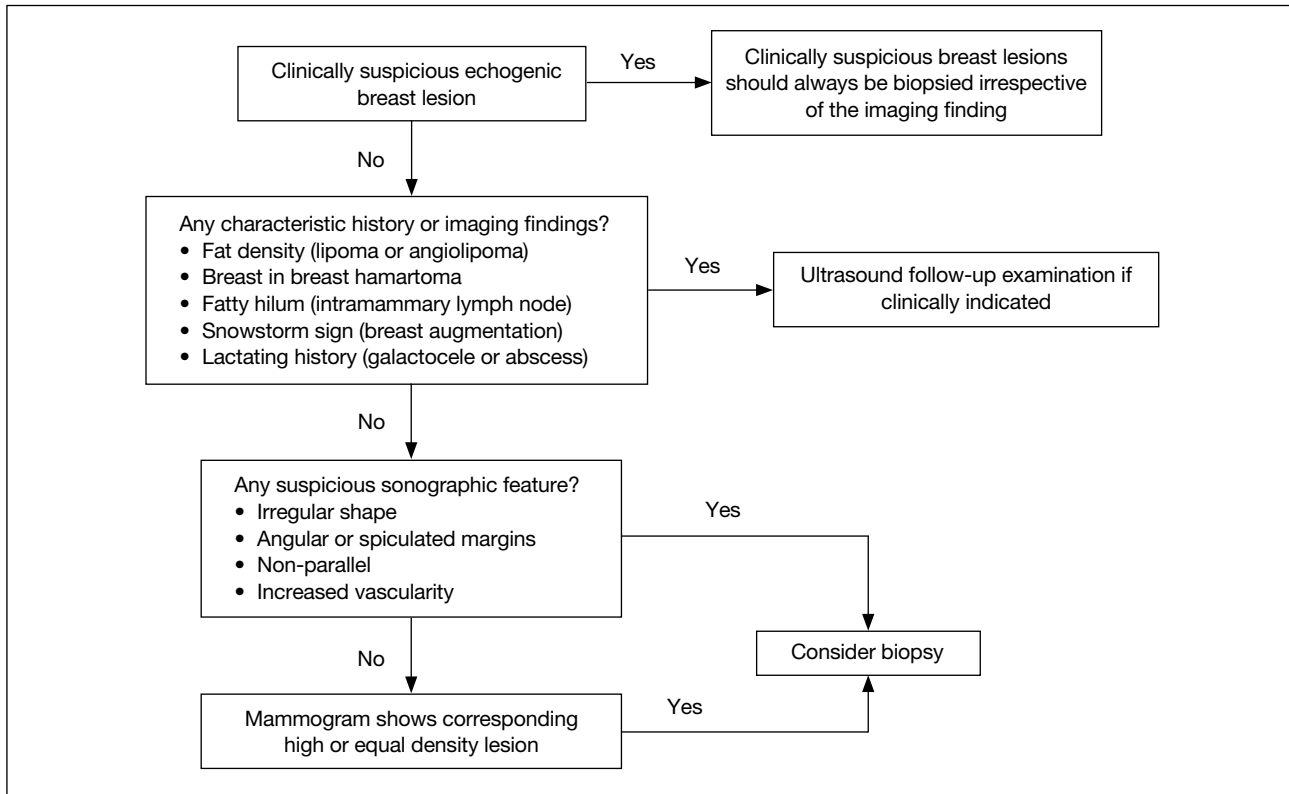 Clinically suspicious echogenic
breast lesion
Yes
Clinically suspicious breast lesions
should always be biopsied irrespective
of the imaging finding
No
Any characteristic history or imaging findings?
• Fat density (lipoma or angiolipoma)
• Breast in breast hamartoma
• Fatty hilum (intramammary lymph node)
• Snowstorm sign (breast augmentation)
• Lactating history (galactocele or abscess)
Yes
Ultrasound follow-up examination if
clinically indicated
No
Any suspicious sonographic feature?
• Irregular shape
• Angular or spiculated margins
• Non-parallel
• Increased vascularity
Yes
Consider biopsy
No
Mammogram shows corresponding
high or equal density lesion
Yes